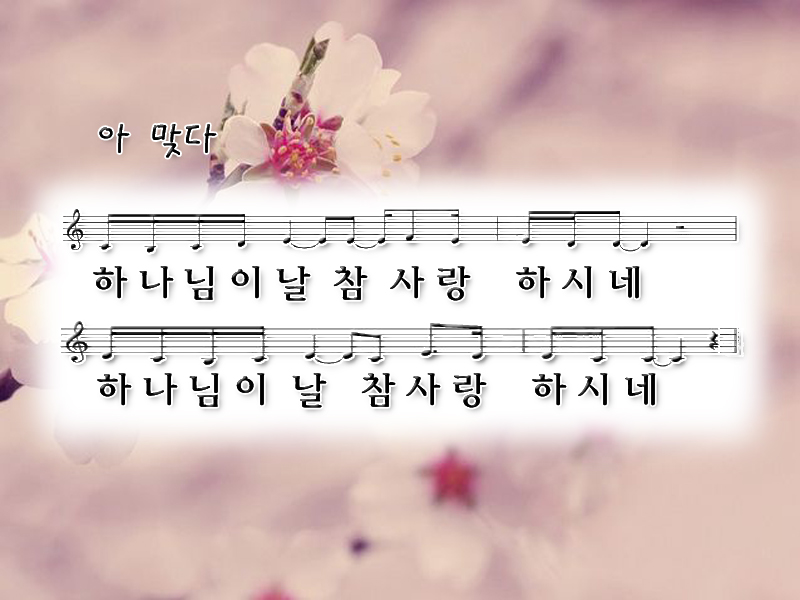 아 맞다
하 나 님 이 날 참 사 랑 하 시 네
하 나 님 이 날 참 사 랑 하 시 네